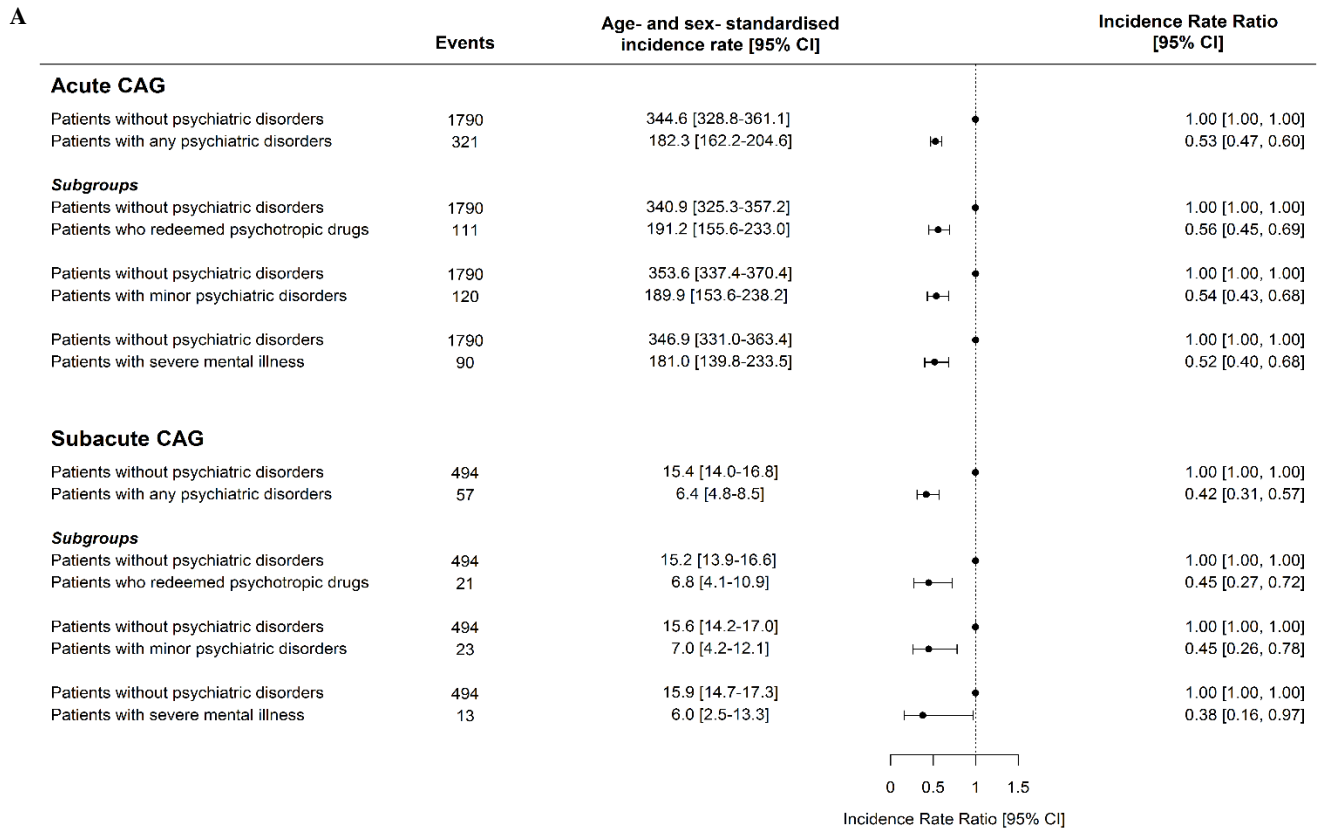 A
Events Age- and sex- standardised incidence rate [95% CI] Incidence Rate Ratio [95% CI]
Acute CAG
Patients without psychiatric disorders 1790 344.6 [328.8-361.1] 1.00 [1.00, 1.00]
Patients with any psychiatric disorders 321 182.3 [162.2-204.6] 0.53 [0.47, 0.60]
Subgroups
Patients without psychiatric disorders 1790 340.9 [325.3-357.2] 1.00 [1.00, 1.00]
Patients who redeemed psychotropic drugs 111 191.2 [155.6-233.0] 0.56 [0.45, 0.69]
Patients without psychiatric disorders 1790 353.6 [337.4-370.4] 1.00 [1.00, 1.00]
Patients with minor psychiatric disorders 120 189.9 [153.6-238.2] 0.54 [0.43, 0.68]
Patients without psychiatric disorders 1790 346.9 [331.0-363.4] 1.00 [1.00, 1.00]
Patients with severe mental illness 90 181.0 [139.8-233.5] 0.52 [0.40, 0.68]
Subacute CAG
Patients without psychiatric disorders 494 15.4 [14.0-16.8] 1.00 [1.00, 1.00]
Patients with any psychiatric disorders 57 6.4 [4.8-8.5] 0.42 [0.31, 0.57]
Subgroups
Patients without psychiatric disorders 494 15.2 [13.9-16.6] 1.00 [1.00, 1.00]
Patients who redeemed psychotropic drugs 21 6.8 [4.1-10.9] 0.45 [0.27, 0.72]
Patients without psychiatric disorders 494 15.6 [14.2-17.0] 1.00 [1.00, 1.00]
Patients with minor psychiatric disorders 23 7.0 [4.2-12.1] 0.45 [0.26, 0.78]
Patients without psychiatric disorders 494 15.9 [14.7-17.3] 1.00 [1.00, 1.00]
Patients with severe mental illness 13 6.0 [2.5-13.3] 0.38 [0.16, 0.97]
0 0.5 1 1.5
Incidence Rate Ratio [95% CI]